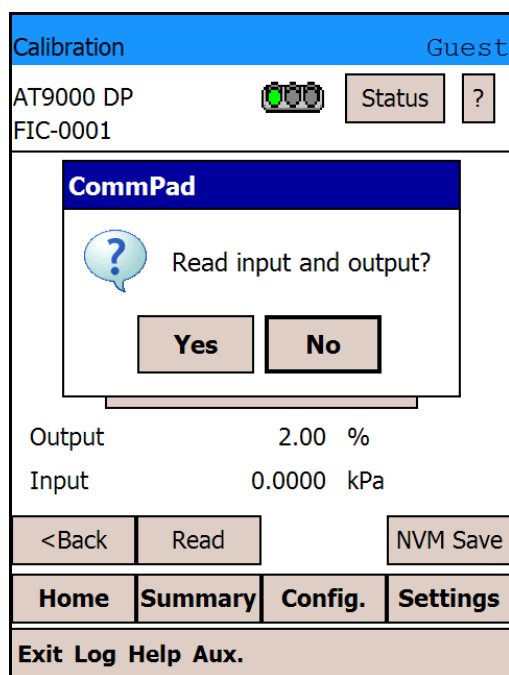 Calibration Guest
AT9000 DP Status ?
FIC-0001
CommPad
? Read input and output?
Yes No
Output 2.00 %
Input 0.0000 kPa
<Back Read NVM Save
Home Summary Config. Settings
Exit Log Help Aux.